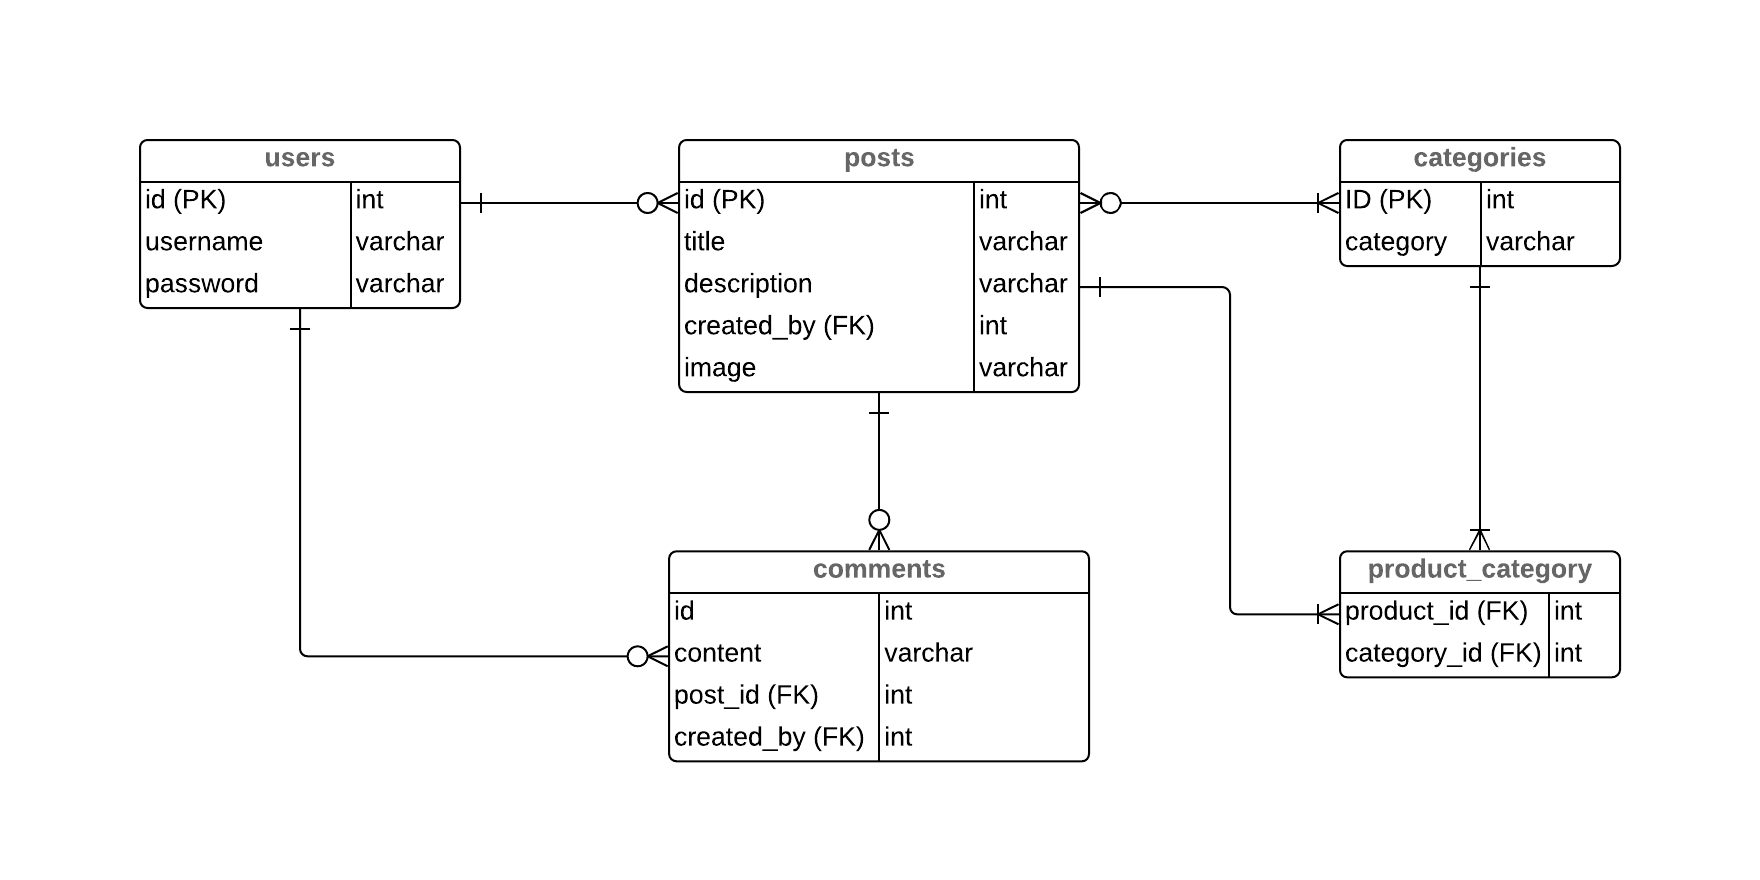 users
id (PK) int
username varchar
password varchar
posts
id (PK) int
title varchar
description varchar
created_by (FK) int
image varchar
categories
ID (PK) int
category varchar
comments
id int
content varchar
post_id (FK) int
created_by (FK) int
product_category
product_id (FK) int
category_id (FK) int